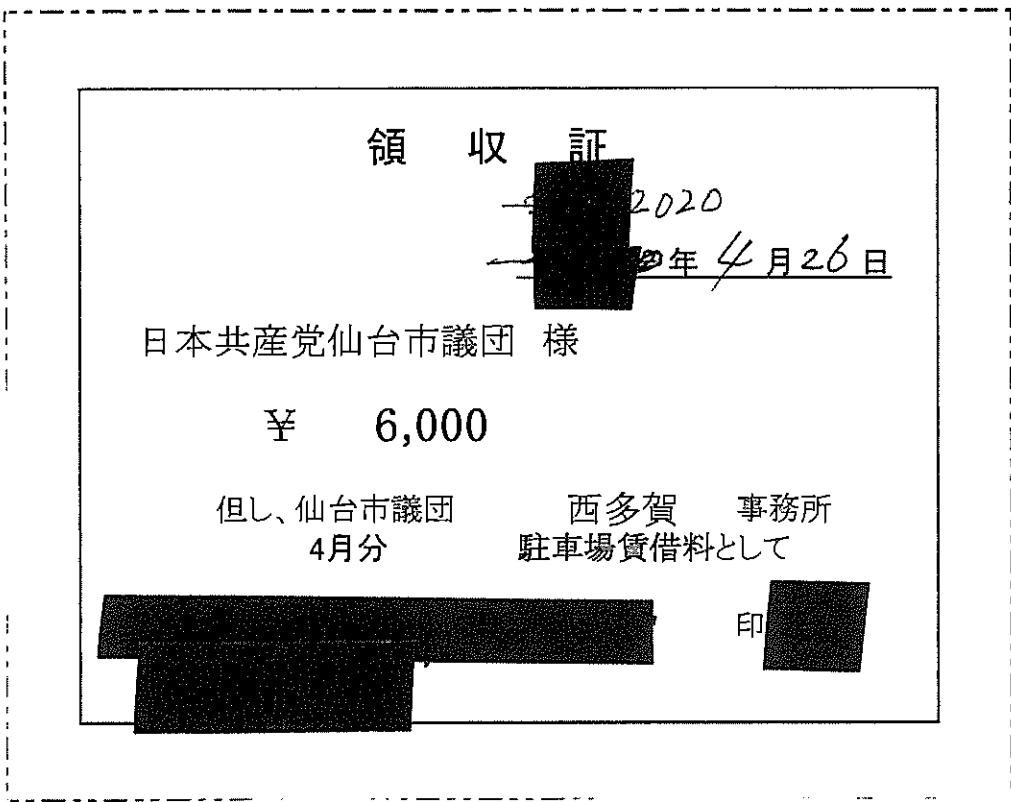 領 収 証
2020
年 4 月 26 日
日本共産党仙台市議団 様
¥ 6,000
但し、仙台市議団 西多賀 事務所
4月分 駐車場賃借料として
印